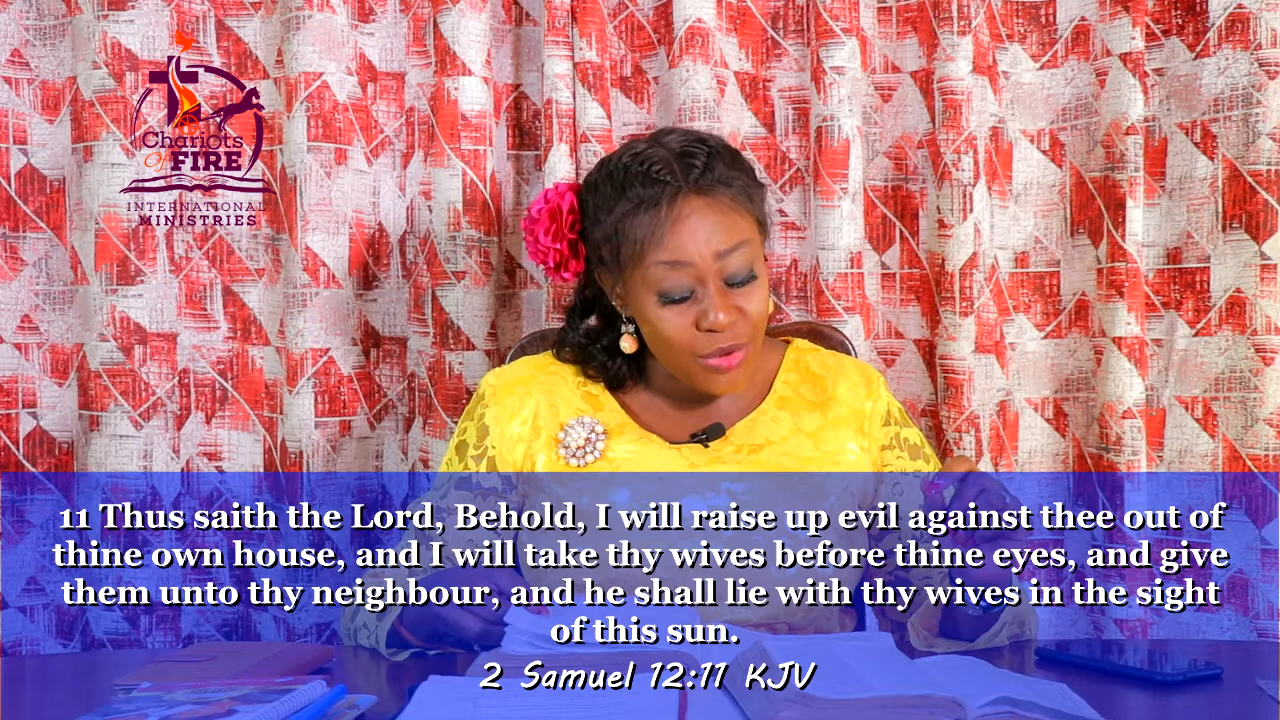 Chariots
Of FIRE
INTERNATIONAL
MINISTRIES
11 Thus saith the Lord, Behold, I will raise up evil against thee out of
thine own house, and I will take thy wives before thine eyes, and give
them unto thy neighbour, and he shall lie with thy wives in the sight
of this sun.
2 Samuel 12:11 KJV